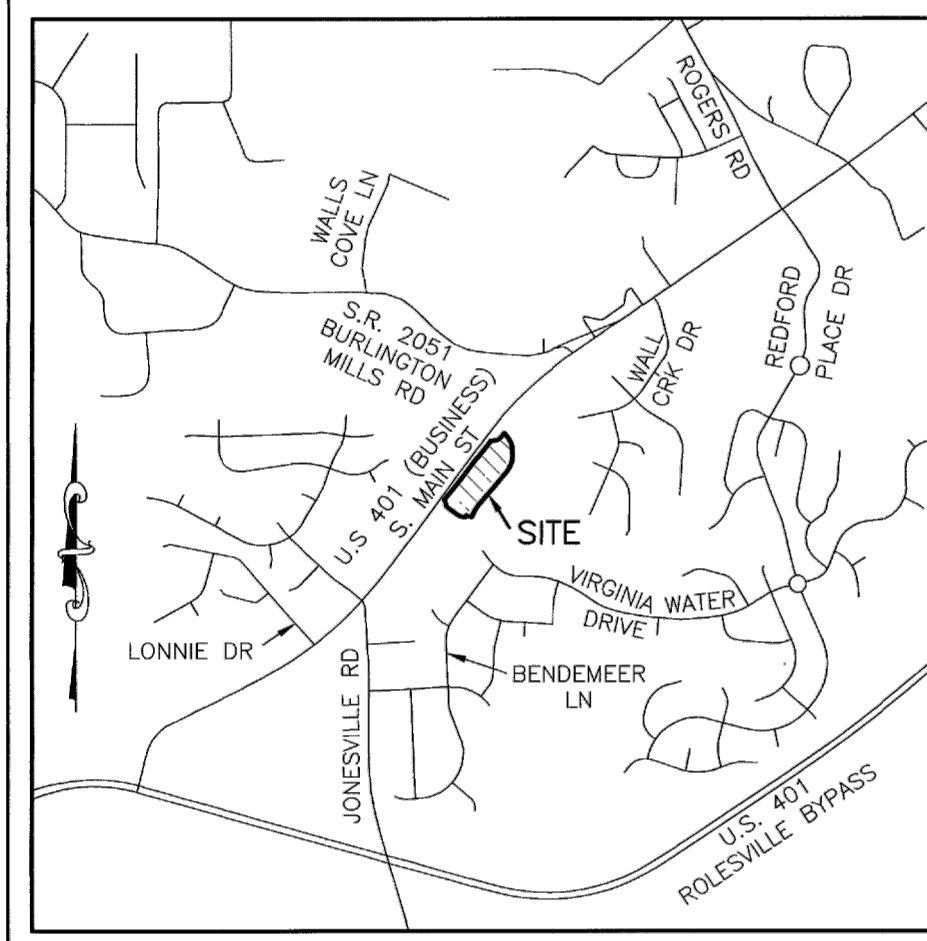 ROGERS
RD
WALLS
COVE LN
REDFORD
PLACE DR
S.R. 2051
BURLINGTON
MILLS RD
WALL
CRK DR
U.S 401 (BUSINESS)
S. MAIN ST
SITE
VIRGINIA WATER
DRIVE
LONNIE DR
BENDEMEER
LN
JONESVILLE RD
U.S. 401
ROLESVILLE BYPASS